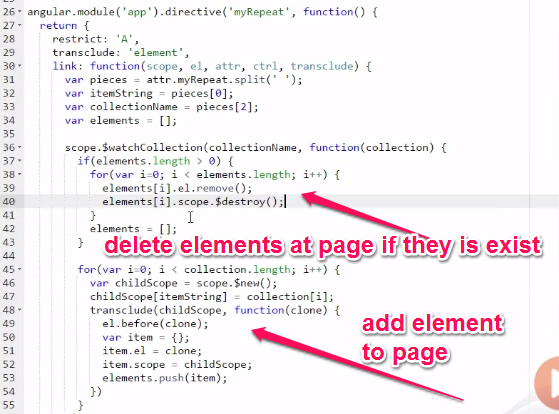 26 angular.module('app').directive('myRepeat', function() {
27 return {
28 restrict: 'A',
29 transclude: 'element',
30 link: function(scope, el, attr, ctrl, transclude) {
31 var pieces = attr.myRepeat.split(' ');
32 var itemString = pieces[0];
33 var collectionName = pieces[2];
34 var elements = [];
35
36 scope.$watchCollection(collectionName, function(collection) {
37 if(elements.length > 0) {
38 for(var i=0; i < elements.length; i++) {
39 elements[i].el.remove();
40 elements[i].scope.$destroy();
41 }
42 elements = [];
43 }
delete elements at page if they is exist
44
45 for(var i=0; i < collection.length; i++) {
46 var childScope = scope.$new();
47 childScope[itemString] = collection[i];
48 transclude(childScope, function(clone) {
49 el.before(clone);
50 var item = {};
51 item.el = clone;
52 item.scope = childScope;
53 elements.push(item);
54 })
55 }
add element
to page